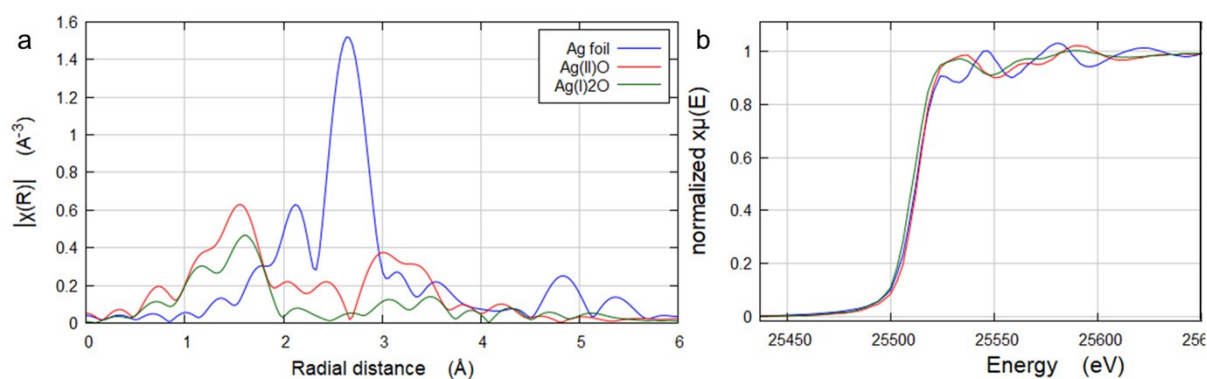 a
1.6
1.4
1.2
1
0.8
0.6
0.4
0.2
0
|χ(R)| (A-3)
Ag foil
Ag(II)O
Ag(I)2O
0 1 2 3 4 5 6
Radial distance (Å)
b
1
0.8
0.6
0.4
0.2
0
normalized xμ(E)
25450 25500 25550 25600 256
Energy (eV)